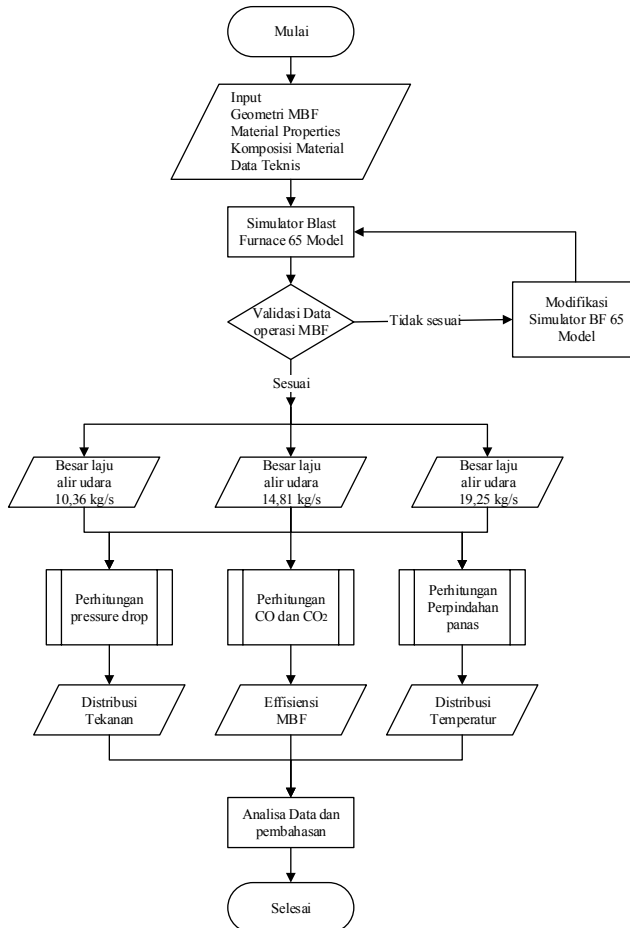 Mulai
Input
Geometri MBF
Material Properties
Komposisi Material
Data Teknis
Simulator Blast
Furnace 65 Model
Validasi Data
operasi MBF
Tidak sesuai
Modifikasi
Simulator BF 65
Model
Sesuai
Besar laju
alir udara
10,36 kg/s
Besar laju
alir udara
14,81 kg/s
Besar laju
alir udara
19,25 kg/s
Perhitungan
pressure drop
Perhitungan
CO dan CO₂
Perhitungan
Perpindahan
panas
Distribusi
Tekanan
Effisiensi
MBF
Distribusi
Temperatur
Analisa Data dan
pembahasan
Selesai